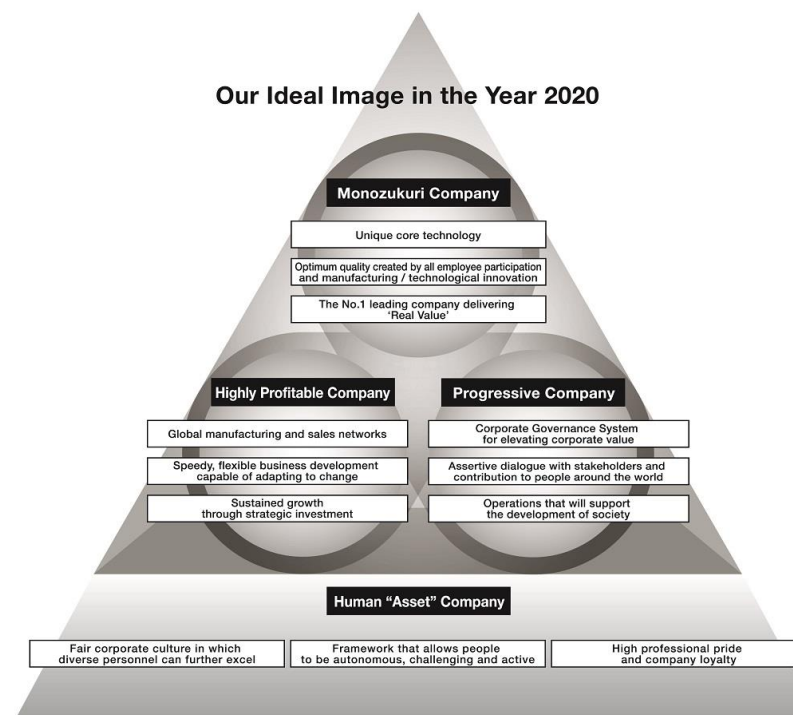 Our Ideal Image in the Year 2020
Monozukuri Company
Unique core technology
Optimum quality created by all employee participation
and manufacturing / technological innovation
The No.1 leading company delivering
‘Real Value’
Highly Profitable Company
Global manufacturing and sales networks
Speedy, flexible business development
capable of adapting to change
Sustained growth
through strategic investment
Progressive Company
Corporate Governance System
for elevating corporate value
Assertive dialogue with stakeholders and
contribution to people around the world
Operations that will support
the development of society
Human “Asset” Company
Fair corporate culture in which
diverse personnel can further excel
Framework that allows people
to be autonomous, challenging and active
High professional pride
and company loyalty